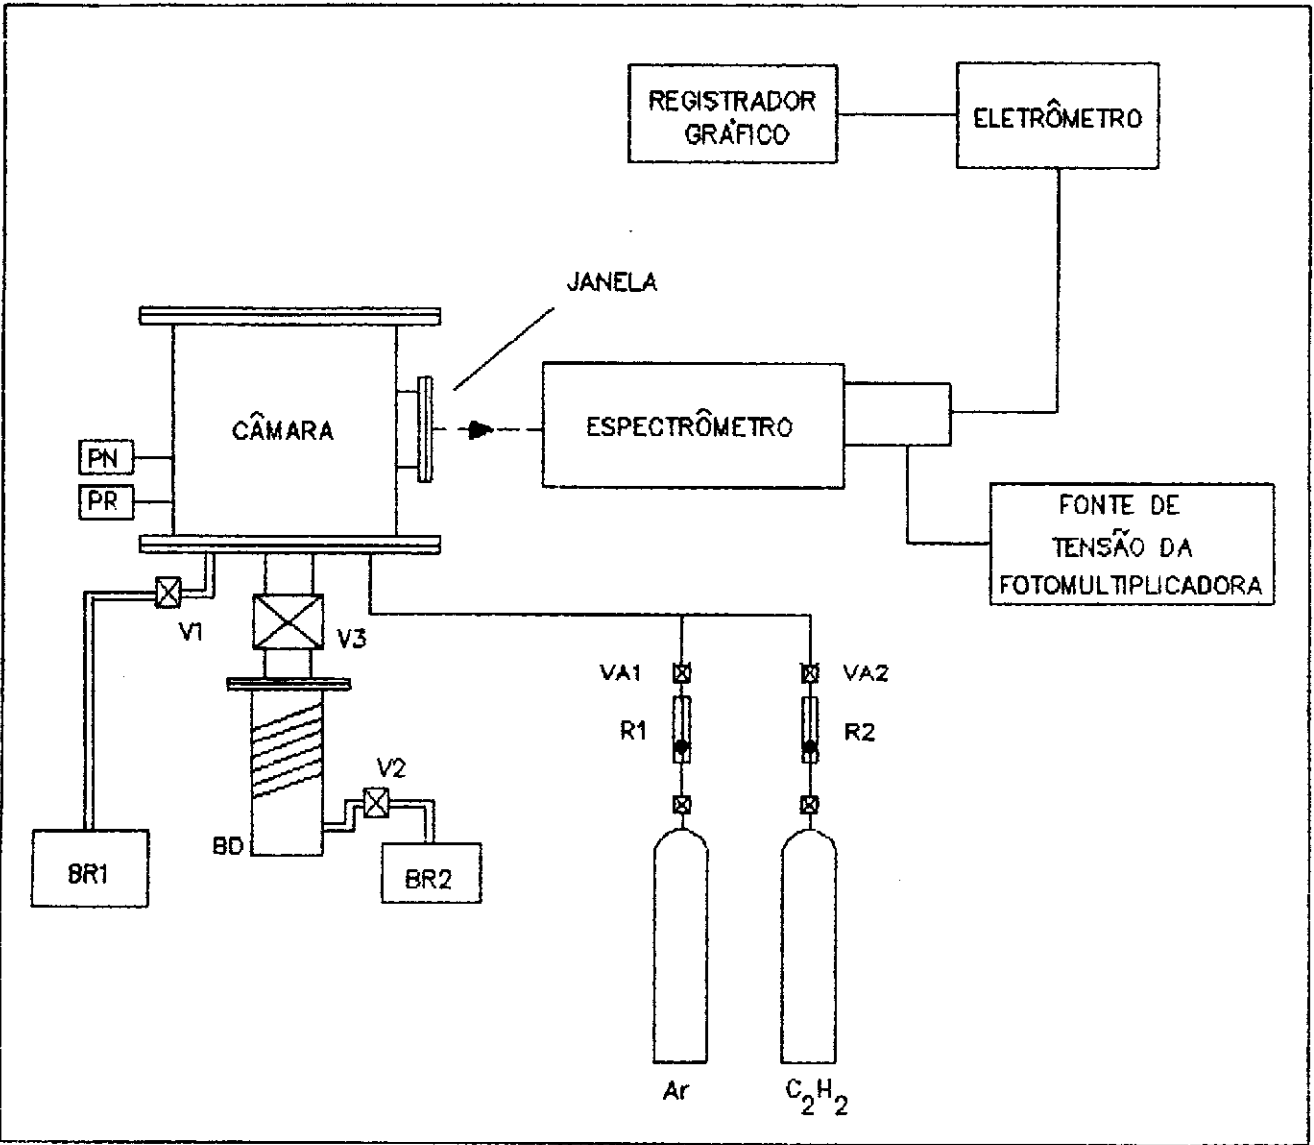 REGISTRADOR
GRÁFICO
ELETRÔMETRO
JANELA
CÂMARA
ESPECTRÔMETRO
PN
PR
FONTE DE
TENSÃO DA
FOTOMULTIPLICADORA
V1
V3
VA1
VA2
R1
R2
V2
BD
BR1
BR2
Ar
C₂H₂